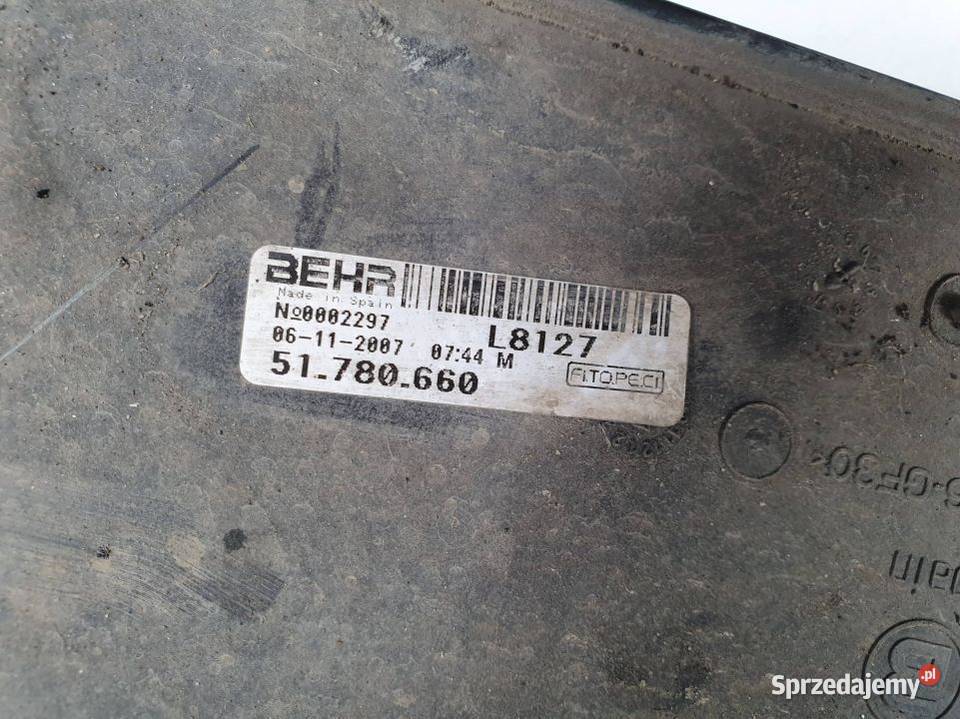 BEHR
Made in Spain
№0002297
L8127
06-11-2007 07:44 M
51.780.660
FI.TO.PE.CI
GF30
Sprzedajemy.pl